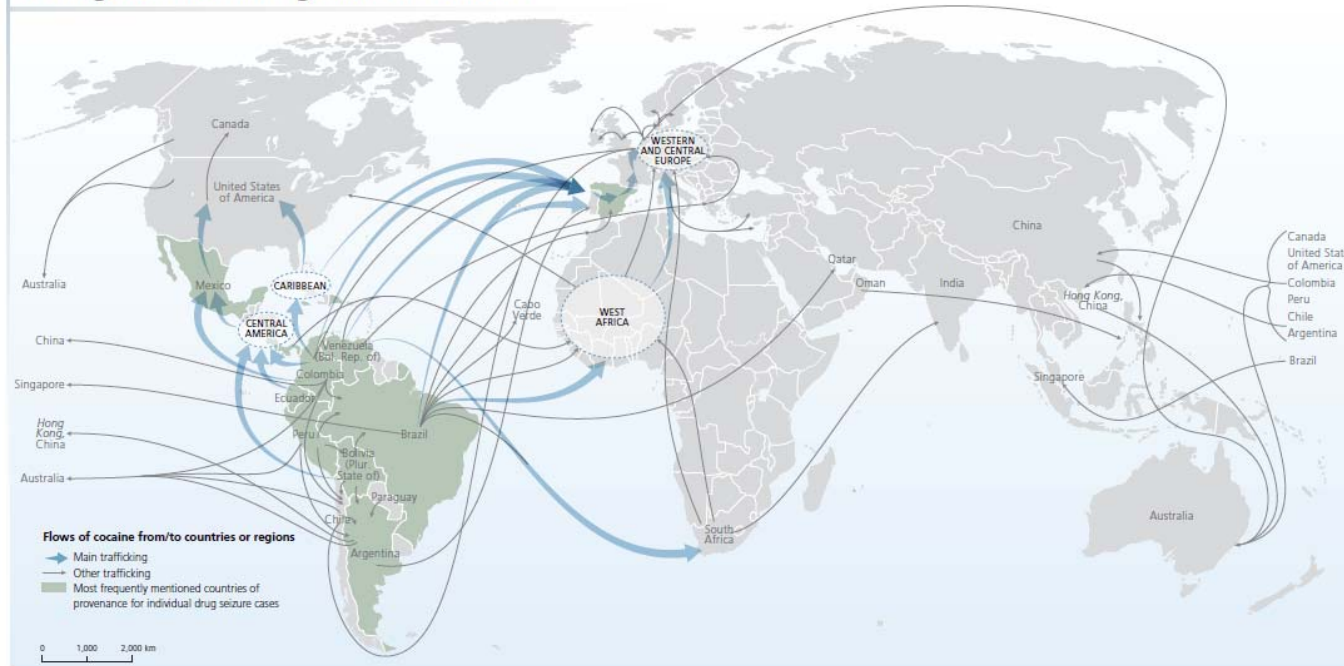 Canada
United States
of America
WESTERN
AND CENTRAL
EUROPE
China
Canada
United Stat
of America
Colombia
Peru
Chile
Argentina
Brazil
Australia
Mexico
CARIBBEAN
CENTRAL
AMERICA
Cabo
Verde
WEST
AFRICA
Qatar
Oman
India
Hong Kong,
China
China
Venezuela
(Bol. Rep. of)
Colombia
Singapore
Ecuador
Singapore
Hong
Kong,
China
Peru
Brazil
Bolivia
(Plur.
State of)
Australia
Paraguay
Chile
Argentina
South
Africa
Australia
Flows of cocaine from/to countries or regions
Main trafficking
Other trafficking
Most frequently mentioned countries of
provenance for individual drug seizure cases
0 1,000 2,000 km